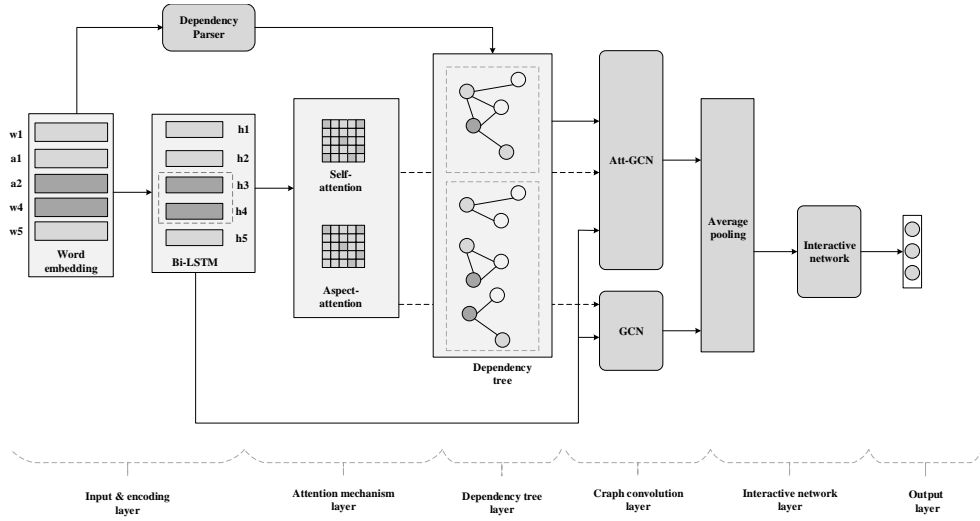 Dependency
Parser
w1
a1
a2
w4
w5
Word
embedding
h1
h2
h3
h4
h5
Bi-LSTM
Self-
attention
Aspect-
attention
Dependency
tree
Att-GCN
GCN
Average
pooling
Interactive
network
Input & encoding
layer
Attention mechanism
layer
Dependency tree
layer
Craph convolution
layer
Interactive network
layer
Output
layer